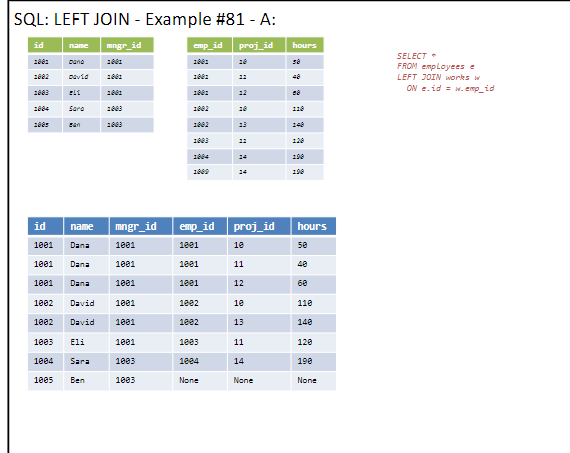 SQL: LEFT JOIN - Example #81 - A:
id name mngr_id
1001 Dana 1001
1002 David 1001
1003 Eli 1001
1004 Sara 1003
1005 Ben 1003
emp_id proj_id hours
1001 10 50
1001 11 40
1001 12 60
1002 10 110
1002 13 140
1003 11 120
1004 14 190
1009 14 190
SELECT *
FROM employees e
LEFT JOIN works w
ON e.id = w.emp_id
id name mngr_id emp_id proj_id hours
1001 Dana 1001 1001 10 50
1001 Dana 1001 1001 11 40
1001 Dana 1001 1001 12 60
1002 David 1001 1002 10 110
1002 David 1001 1002 13 140
1003 Eli 1001 1003 11 120
1004 Sara 1003 1004 14 190
1005 Ben 1003 None None None